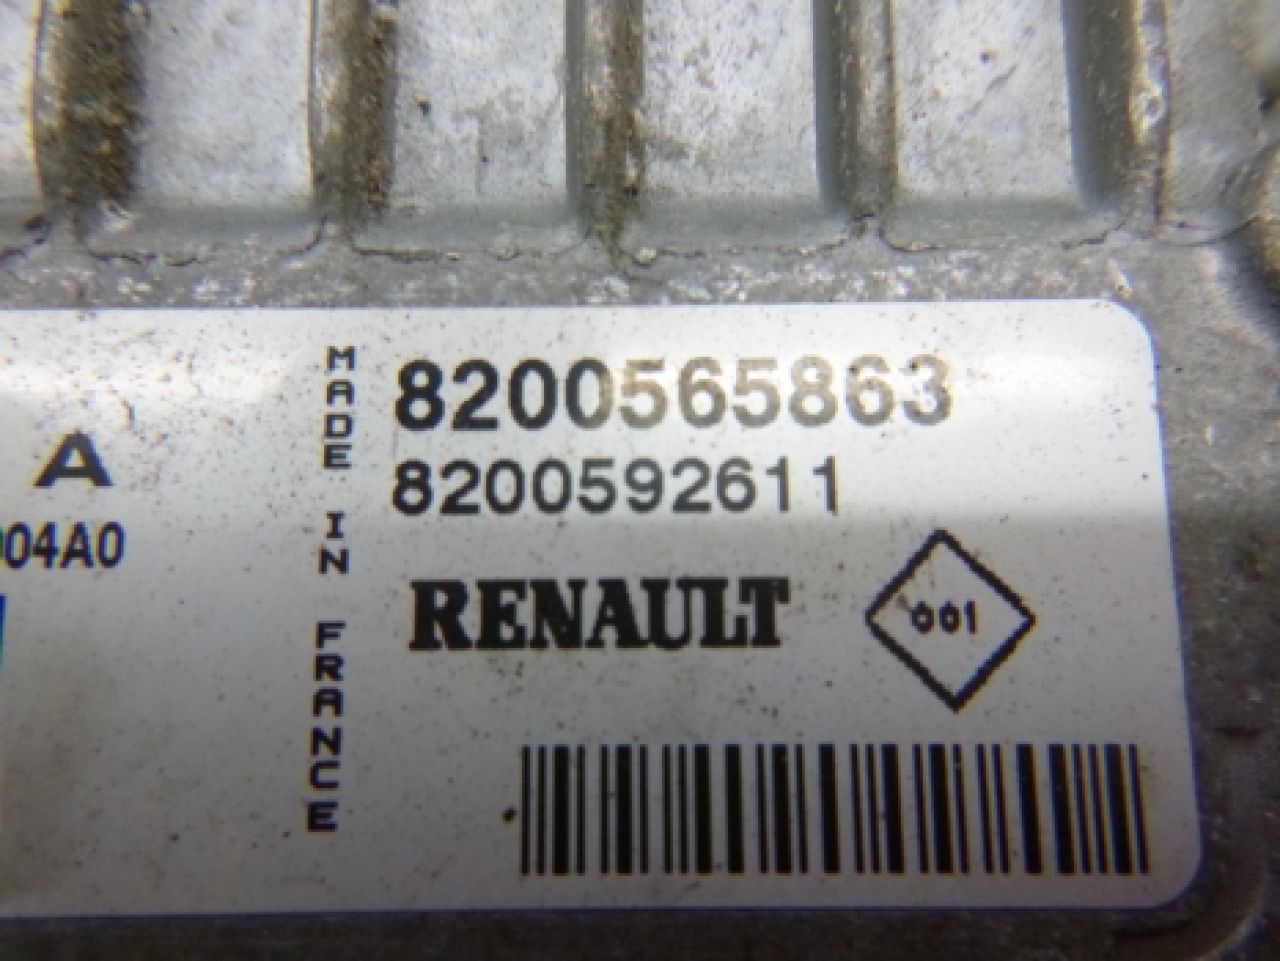 A
04A0
MADE IN FRANCE
8200565863
8200592611
RENAULT
001